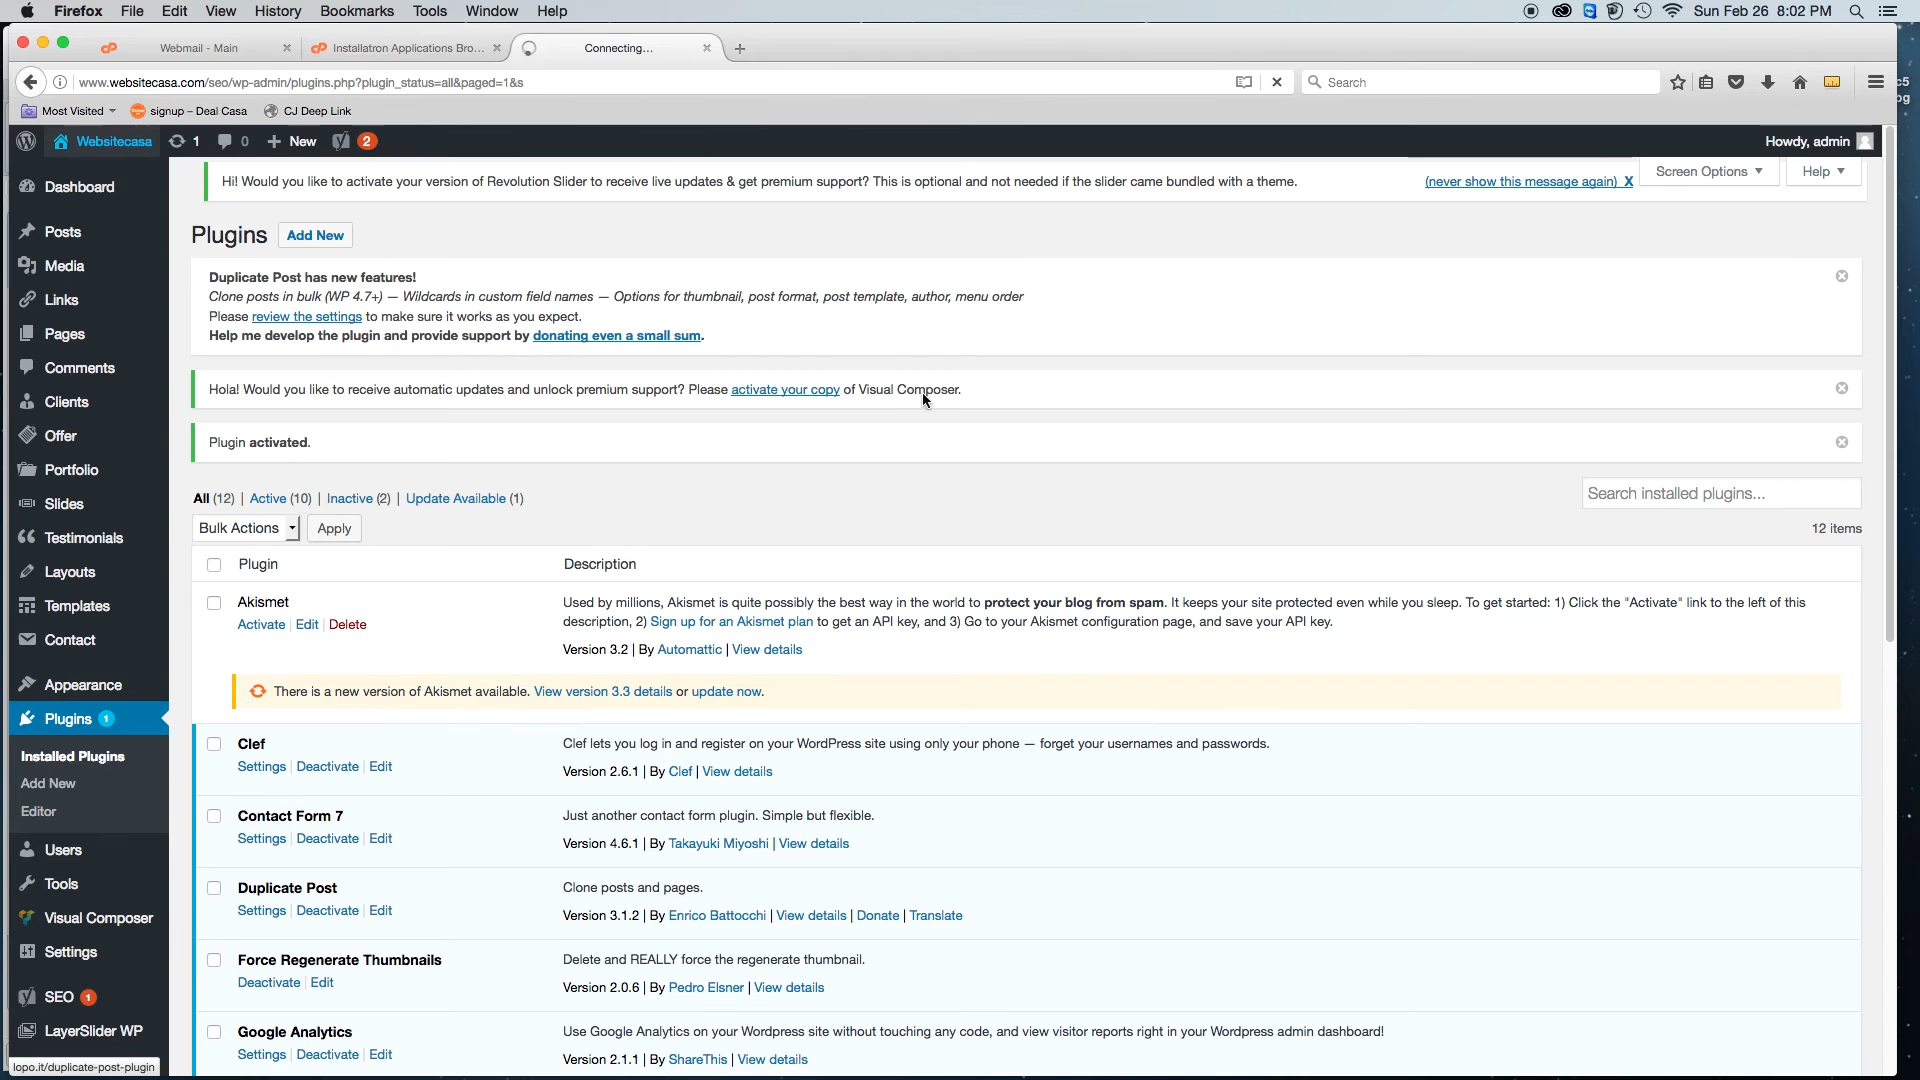 Firefox File Edit View History Bookmarks Tools Window Help Sun Feb 26 8:02 PM
cP Webmail - Main cP Installatron Applications Bro... Connecting...
www.websitecasa.com/seo/wp-admin/plugins.php?plugin_status=all&paged=1&s Search
Most Visited signup – Deal Casa CJ Deep Link
Websitecasa 1 0 New 2 Howdy, admin
Hi! Would you like to activate your version of Revolution Slider to receive live updates & get premium support? This is optional and not needed if the slider came bundled with a theme. (never show this message again) X Screen Options Help
Dashboard
Posts
Media
Links
Pages
Comments
Clients
Offer
Portfolio
Slides
Testimonials
Layouts
Templates
Contact
Appearance
Plugins 1
Installed Plugins
Add New
Editor
Users
Tools
Visual Composer
Settings
SEO 1
LayerSlider WP
lopo.it/duplicate-post-plugin
Plugins Add New
Duplicate Post has new features!
Clone posts in bulk (WP 4.7+) — Wildcards in custom field names — Options for thumbnail, post format, post template, author, menu order
Please review the settings to make sure it works as you expect.
Help me develop the plugin and provide support by donating even a small sum.
Hola! Would you like to receive automatic updates and unlock premium support? Please activate your copy of Visual Composer.
Plugin activated.
All (12) | Active (10) | Inactive (2) | Update Available (1) Search installed plugins...
Bulk Actions Apply 12 items
Plugin Description
Akismet
Activate | Edit | Delete
Used by millions, Akismet is quite possibly the best way in the world to protect your blog from spam. It keeps your site protected even while you sleep. To get started: 1) Click the "Activate" link to the left of this
description, 2) Sign up for an Akismet plan to get an API key, and 3) Go to your Akismet configuration page, and save your API key.
Version 3.2 | By Automattic | View details
There is a new version of Akismet available. View version 3.3 details or update now.
Clef
Settings | Deactivate | Edit
Clef lets you log in and register on your WordPress site using only your phone — forget your usernames and passwords.
Version 2.6.1 | By Clef | View details
Contact Form 7
Settings | Deactivate | Edit
Just another contact form plugin. Simple but flexible.
Version 4.6.1 | By Takayuki Miyoshi | View details
Duplicate Post
Settings | Deactivate | Edit
Clone posts and pages.
Version 3.1.2 | By Enrico Battocchi | View details | Donate | Translate
Force Regenerate Thumbnails
Deactivate | Edit
Delete and REALLY force the regenerate thumbnail.
Version 2.0.6 | By Pedro Elsner | View details
Google Analytics
Settings | Deactivate | Edit
Use Google Analytics on your Wordpress site without touching any code, and view visitor reports right in your Wordpress admin dashboard!
Version 2.1.1 | By ShareThis | View details